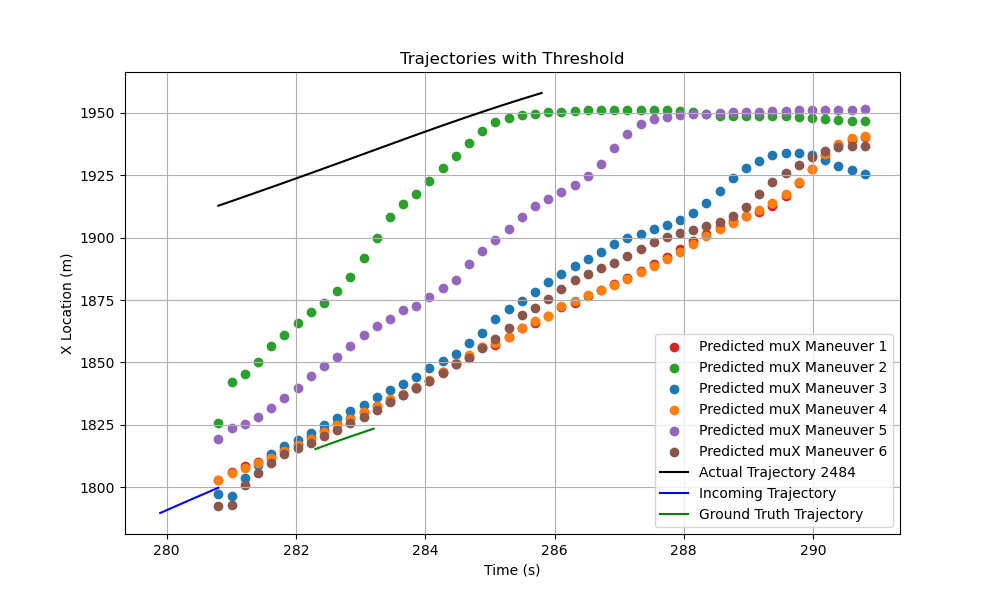 Trajectories with Threshold
X Location (m)
1950
1925
1900
1875
1850
1825
1800
Predicted muX Maneuver 1
Predicted muX Maneuver 2
Predicted muX Maneuver 3
Predicted muX Maneuver 4
Predicted muX Maneuver 5
Predicted muX Maneuver 6
Actual Trajectory 2484
Incoming Trajectory
Ground Truth Trajectory
280 282 284 286 288 290
Time (s)